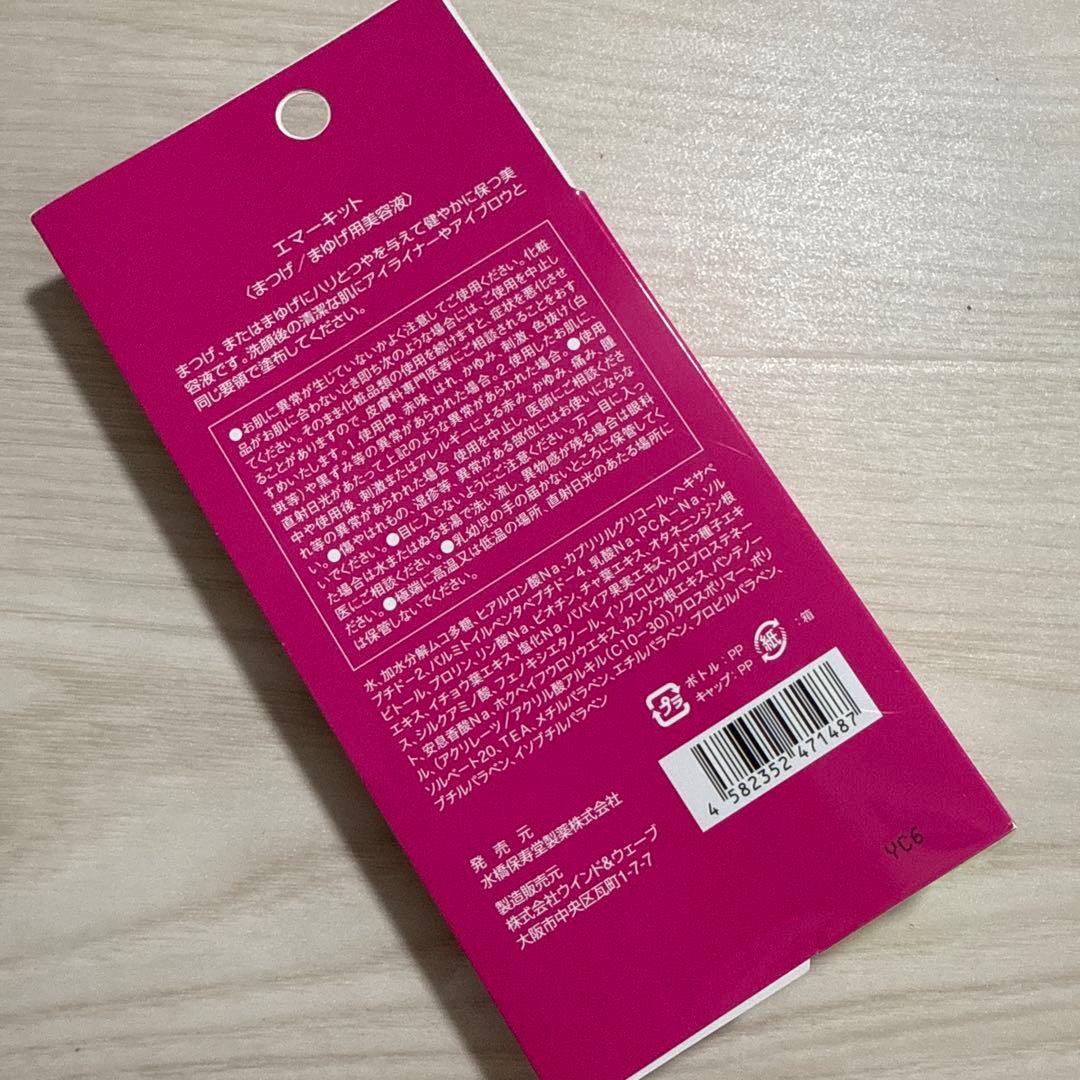 エマーキット
〈まつげ/まゆげ用美容液〉
まつげ、またはまゆげにハリとつやを与えて健やかに保つ美
容液です。洗顔後の清潔な肌にアイライナーやアイブロウと
同じ要領で塗布してください。
●お肌に異常が生じていないかよく注意してご使用ください。化粧
品がお肌に合わないとき即ち次のような場合には、ご使用を中止し
てください。そのまま化粧品類の使用を続けますと、症状を悪化させ
ることがありますので、皮膚科専門医等にご相談されることをおす
すめいたします。1.使用中、赤味、はれ、かゆみ、刺激、色抜け(白
斑等)や黒ずみ等の異常があらわれた場合。2.使用したお肌に
直射日光があたって上記のような異常があらわれた場合。●使用
中や使用後、刺激またはアレルギーによる赤み、かゆみ、痛み、腫
れ等の異常があらわれた場合、使用を中止し、医師にご相談くださ
い。●傷やはれもの、湿疹等、異常がある部位にはお使いにならな
いでください。●目に入らないようにご注意ください。万一目に入っ
た場合は水またはぬるま湯で洗い流し、異物感が残る場合は眼科
医にご相談ください。●乳幼児の手の届かないところに保管してく
ださい。●極端に高温又は低温の場所、直射日光のあたる場所に
は保管しないでください。
水、加水分解ムコ多糖、ヒアルロン酸Na、カプリリルグリコール、ヘキサペ
プチド-2、パルミトイルペンタペプチド-4、乳酸Na、PCA-Na、ソル
ビトール、プロリン、リン酸Na、ビオチン、チャ葉エキス、オタネニンジン根
エキス、イチョウ葉エキス、塩化Na、パパイア果実エキス、ブドウ種子エキ
ス、シルクアミノ酸、フェノキシエタノール、イソプロピルクロプロステネー
ト、安息香酸Na、ホクベイフウロソウエキス、カンゾウ根エキス、パンテノー
ル、(アクリレーツ/アクリル酸アルキル(C10-30))クロスポリマー、ポリ
ソルベート20、TEA、メチルパラベン、エチルパラベン、プロピルパラベン、
ブチルパラベン、イソブチルパラベン
プラ
ボトル:PP
キャップ:PP
紙
:箱
4 582352 471487
発 売 元
水橋保寿堂製薬株式会社
製造販売元
株式会社ウインド&ウェーブ
大阪市中央区瓦町1-7-7
YC6